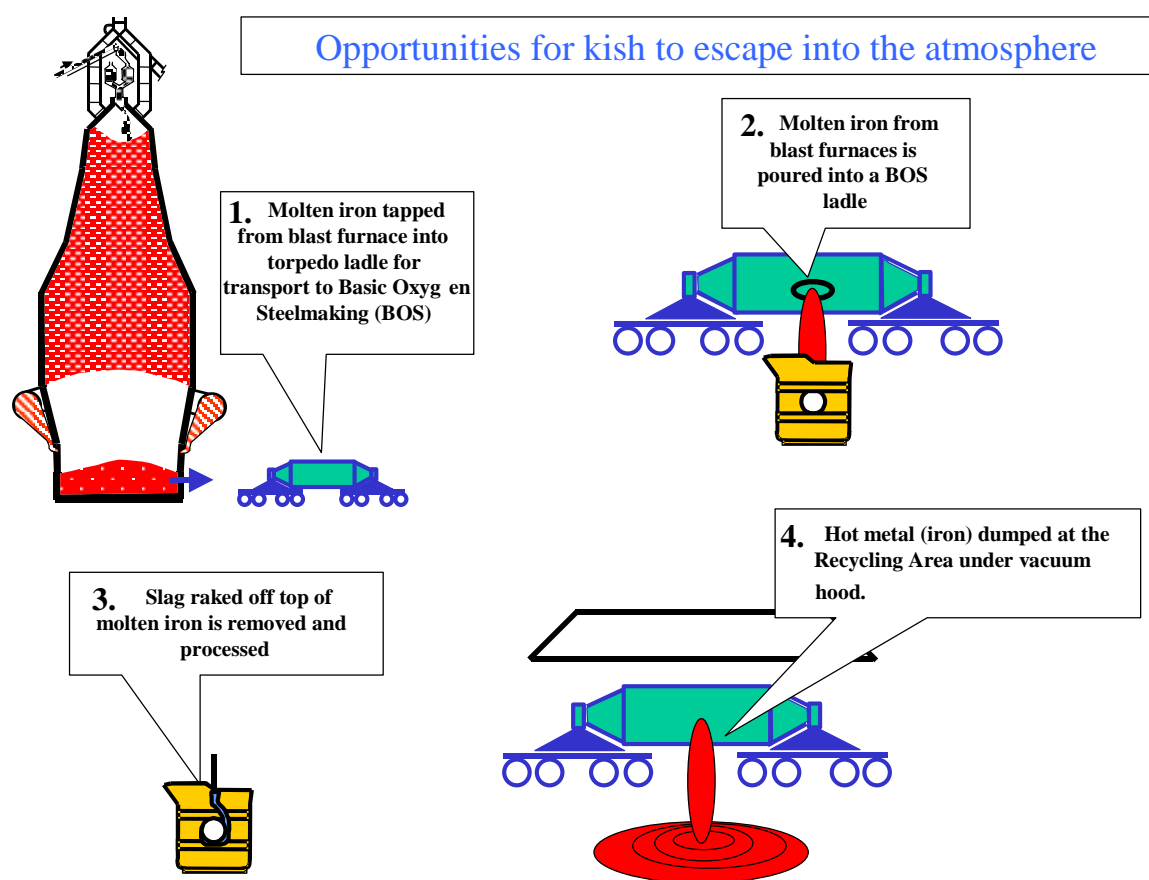 Opportunities for kish to escape into the atmosphere
1. Molten iron tapped
from blast furnace into
torpedo ladle for
transport to Basic Oxyg en
Steelmaking (BOS)
2. Molten iron from
blast furnaces is
poured into a BOS
ladle
3. Slag raked off top of
molten iron is removed and
processed
4. Hot metal (iron) dumped at the
Recycling Area under vacuum
hood.